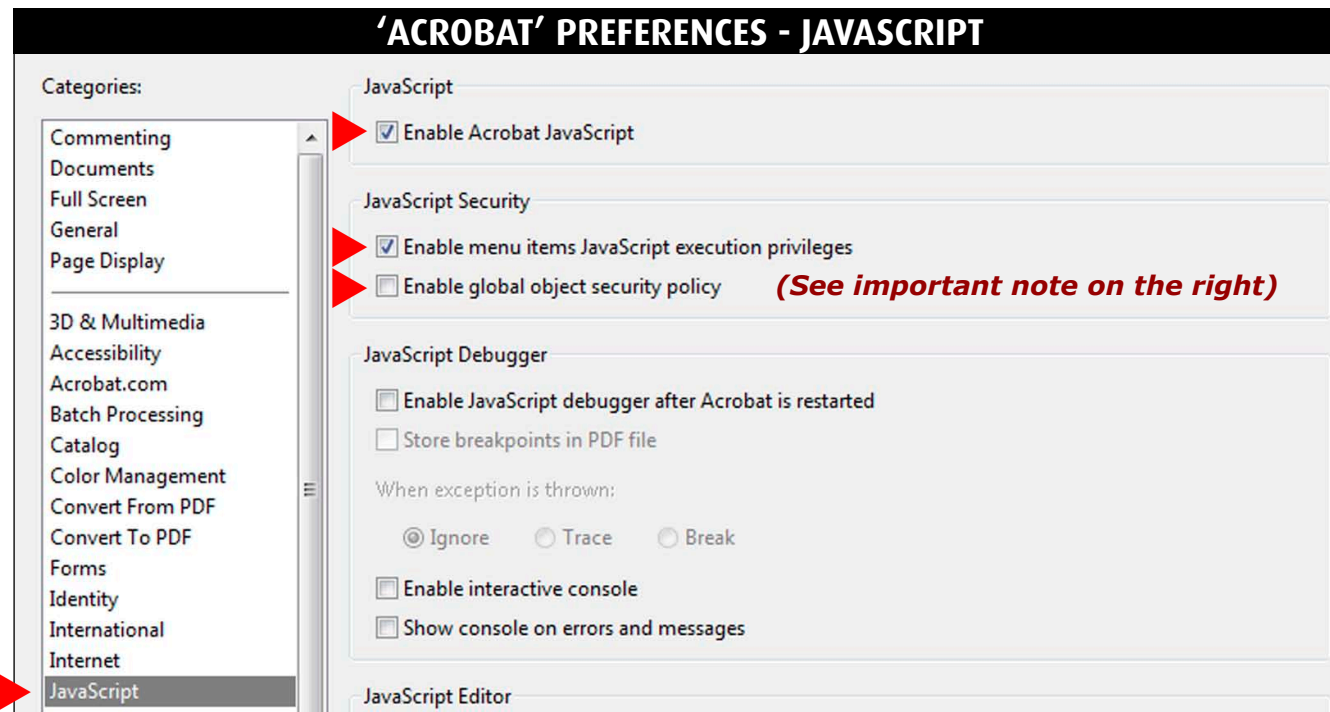 ‘ACROBAT’ PREFERENCES - JAVASCRIPT
Categories:
Commenting
Documents
Full Screen
General
Page Display
3D & Multimedia
Accessibility
Acrobat.com
Batch Processing
Catalog
Color Management
Convert From PDF
Convert To PDF
Forms
Identity
International
Internet
JavaScript
JavaScript
Enable Acrobat JavaScript
JavaScript Security
Enable menu items JavaScript execution privileges
Enable global object security policy (See important note on the right)
JavaScript Debugger
Enable JavaScript debugger after Acrobat is restarted
Store breakpoints in PDF file
When exception is thrown:
Ignore Trace Break
Enable interactive console
Show console on errors and messages
JavaScript Editor